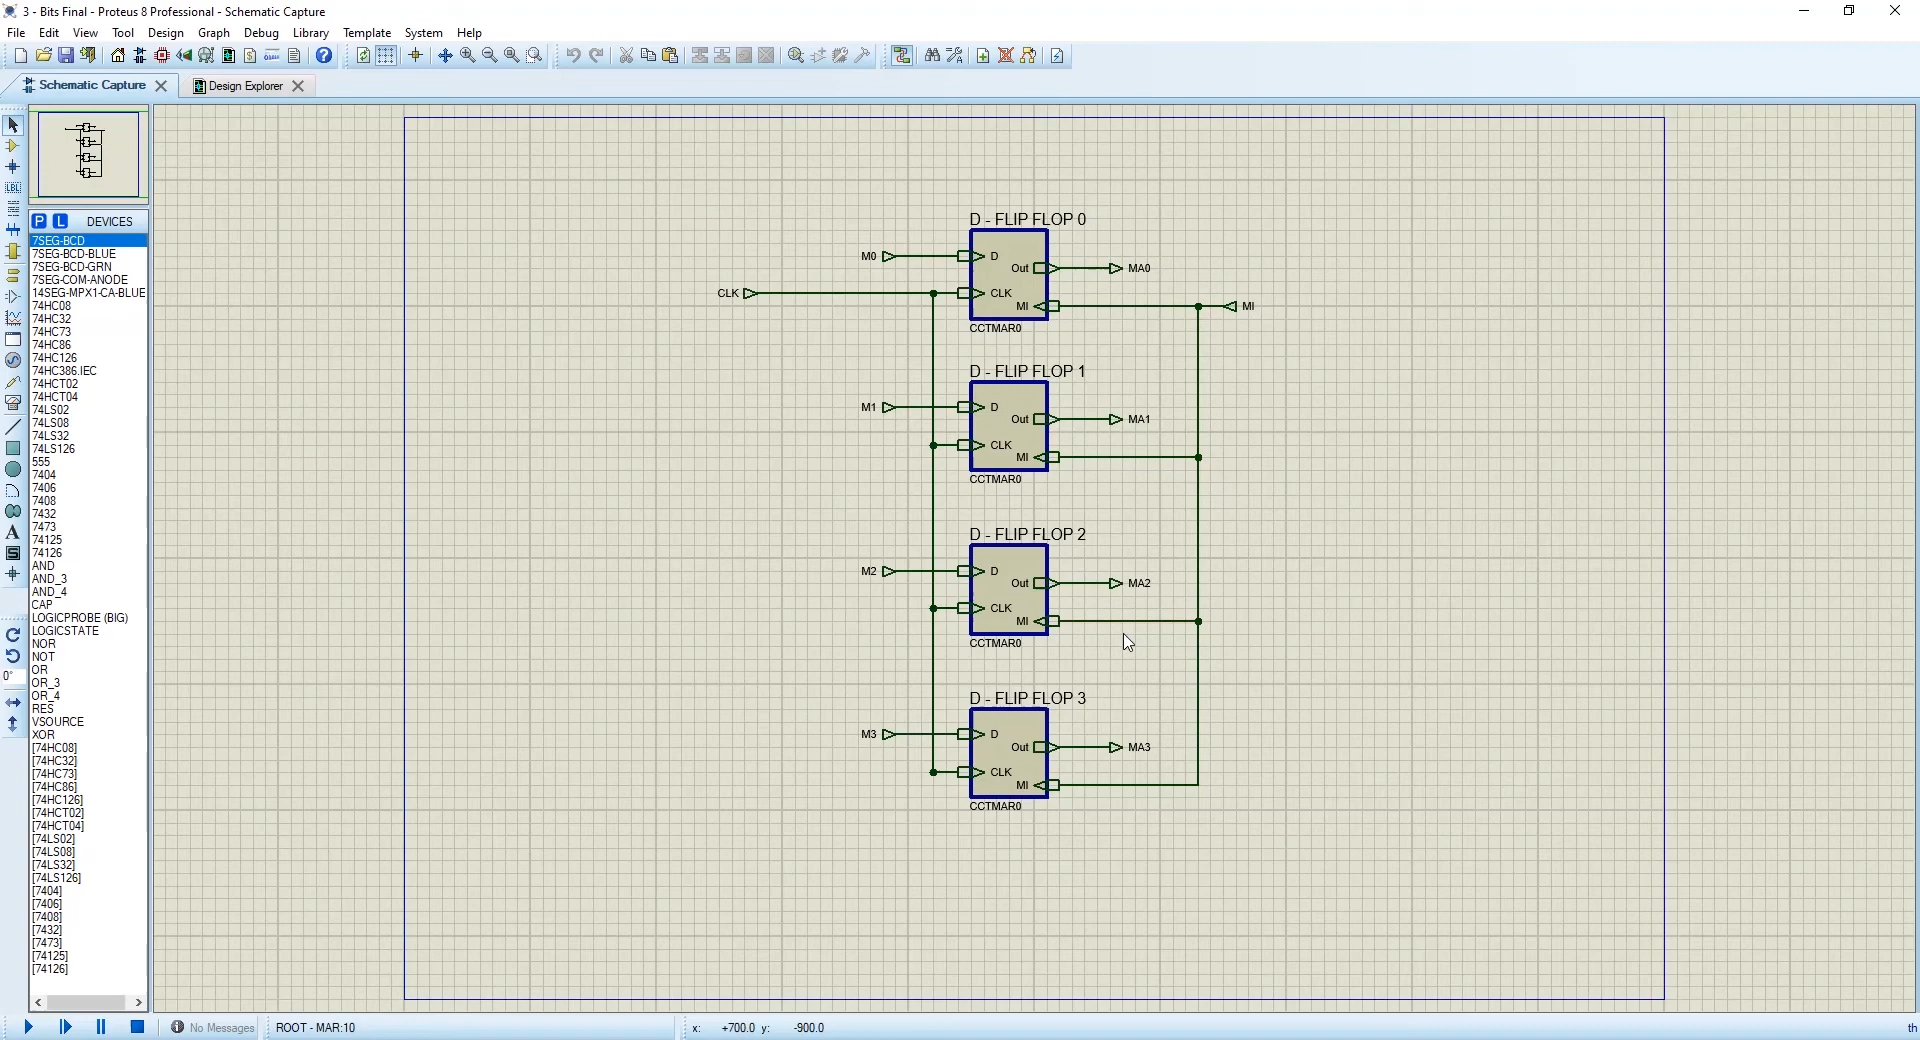 3 - Bits Final - Proteus 8 Professional - Schematic Capture
File Edit View Tool Design Graph Debug Library Template System Help
Schematic Capture
Design Explorer
LBL
P L DEVICES
7SEG-BCD
7SEG-BCD-BLUE
7SEG-BCD-GRN
7SEG-COM-ANODE
14SEG-MPX1-CA-BLUE
74HC08
74HC32
74HC73
74HC86
74HC126
74HC386.IEC
74HCT02
74HCT04
74LS02
74LS08
74LS32
74LS126
555
7404
7406
7408
7432
7473
74125
74126
AND
AND_3
AND_4
CAP
LOGICPROBE (BIG)
LOGICSTATE
NOR
NOT
OR
OR_3
OR_4
RES
VSOURCE
XOR
[74HC08]
[74HC32]
[74HC73]
[74HC86]
[74HC126]
[74HCT02]
[74HCT04]
[74LS02]
[74LS08]
[74LS32]
[74LS126]
[7404]
[7406]
[7408]
[7432]
[7473]
[74125]
[74126]
A
S
0°
D - FLIP FLOP 0
M0
D
Out
MA0
CLK
CLK
MI
MI
CCTMAR0
D - FLIP FLOP 1
M1
D
Out
MA1
CLK
MI
CCTMAR0
D - FLIP FLOP 2
M2
D
Out
MA2
CLK
MI
CCTMAR0
D - FLIP FLOP 3
M3
D
Out
MA3
CLK
MI
CCTMAR0
No Messages
ROOT - MAR:10
x: +700.0 y: -900.0
th